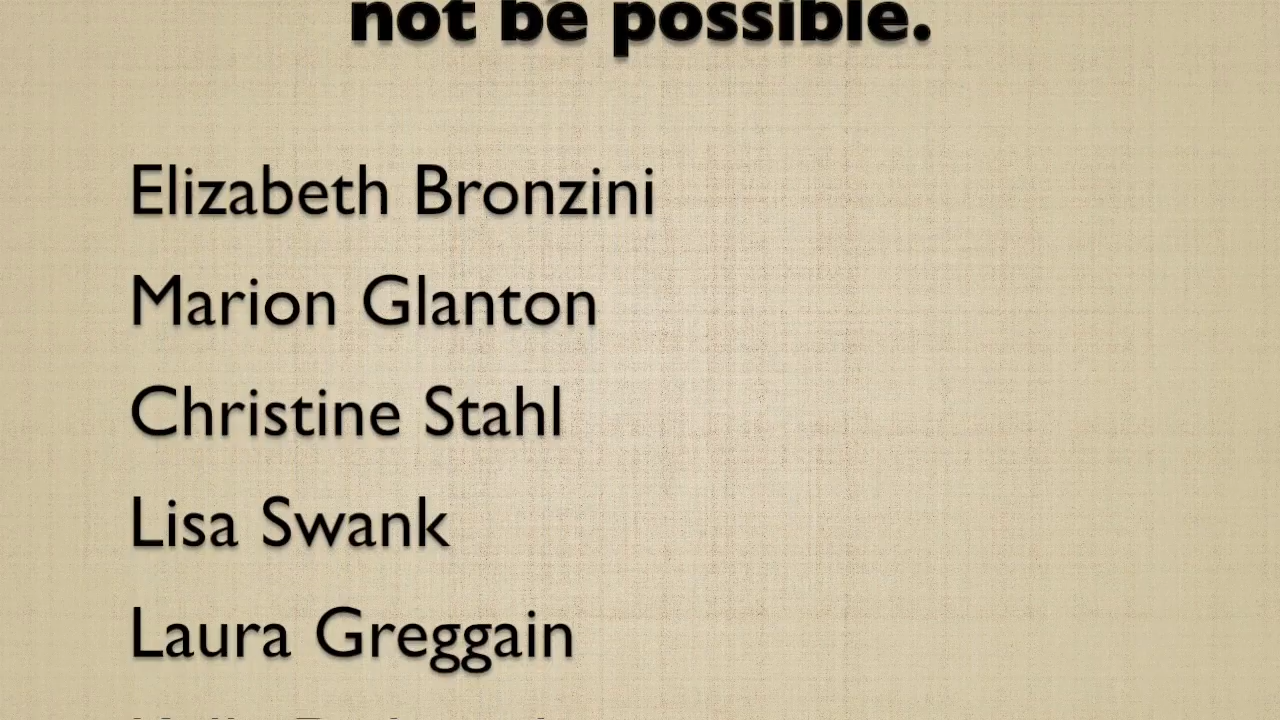 not be possible.
Elizabeth Bronzini
Marion Glanton
Christine Stahl
Lisa Swank
Laura Greggain